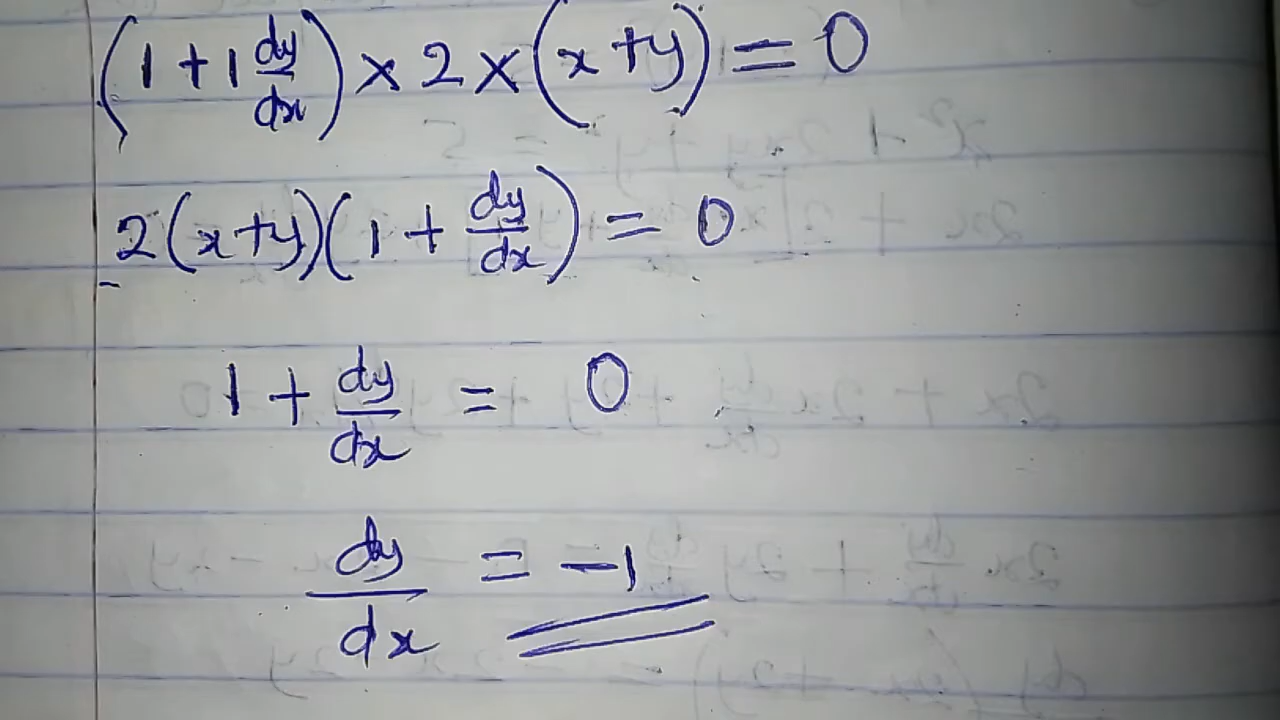 (1 + 1 dy/dx) × 2 × (x + y) = 0
2(x+y)(1 + dy/dx) = 0
1 + dy/dx = 0
dy/dx = -1